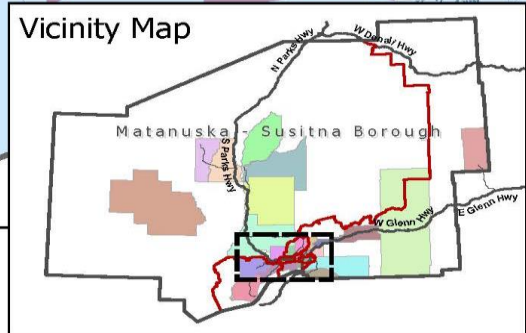 Vicinity Map
N Parks Hwy
W Denali Hwy
Matanuska - Susitna Borough
S Parks Hwy
W Glenn Hwy
E Glenn Hwy